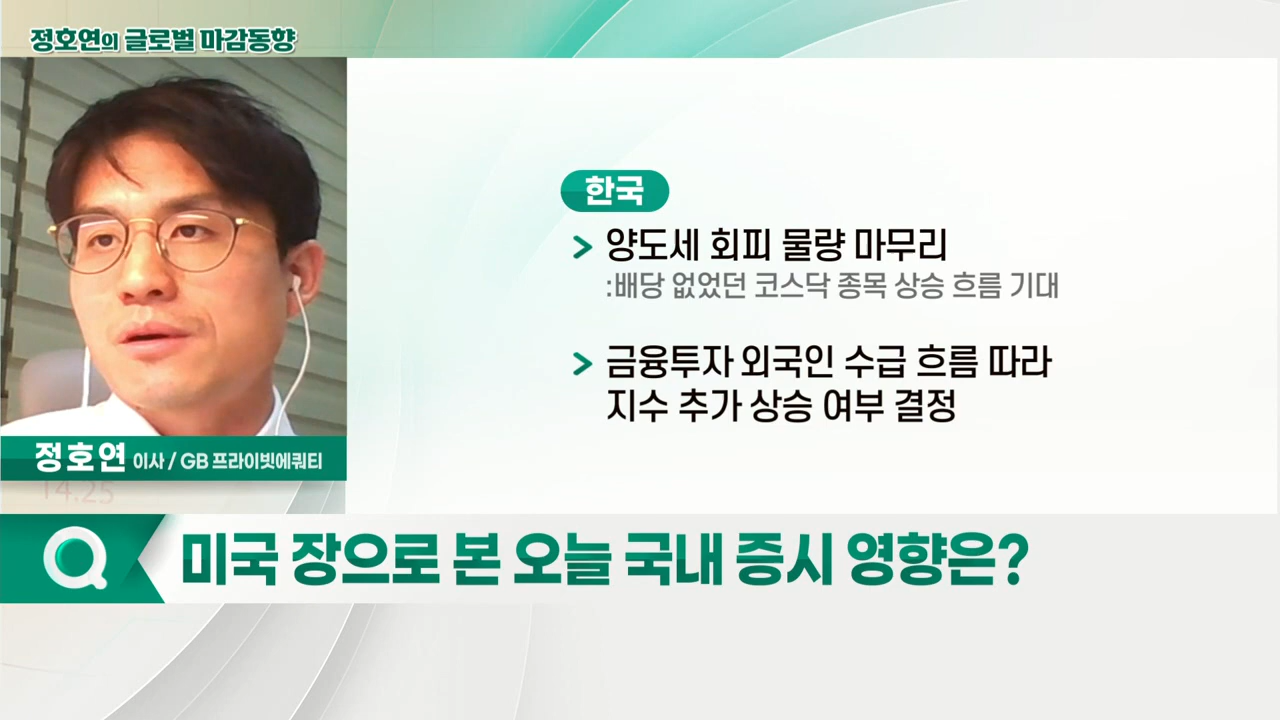 정호연의 글로벌 마감동향
한국
> 양도세 회피 물량 마무리
:배당 없었던 코스닥 종목 상승 흐름 기대
> 금융투자 외국인 수급 흐름 따라
지수 추가 상승 여부 결정
정호연 이사 / GB 프라이빗에쿼티
14.25
Q 미국 장으로 본 오늘 국내 증시 영향은?